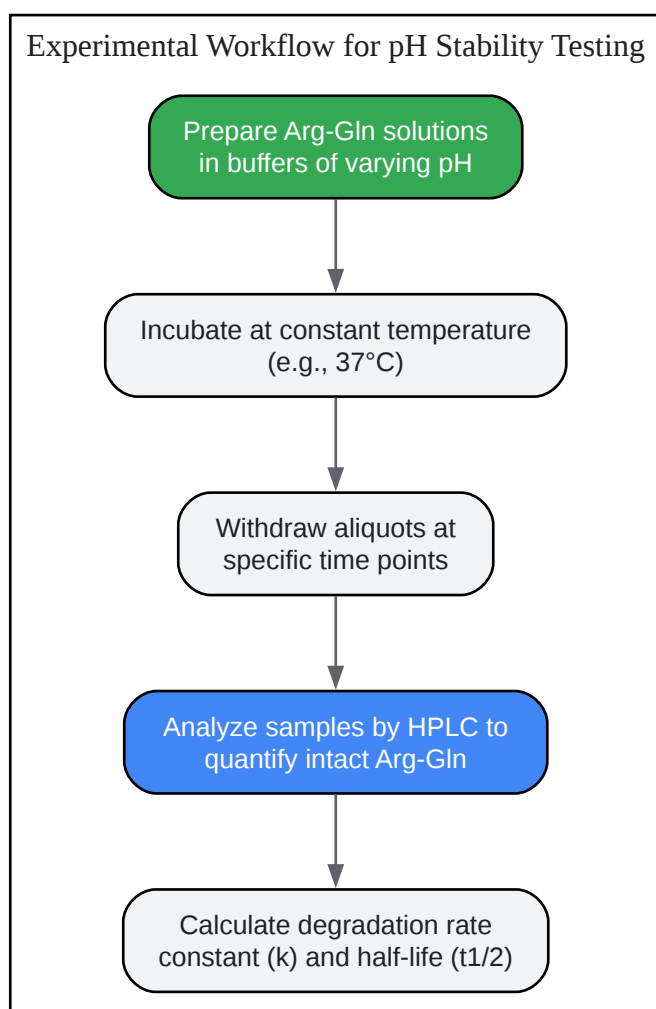 Experimental Workflow for pH Stability Testing
Prepare Arg-Gln solutions
in buffers of varying pH
Incubate at constant temperature
(e.g., 37°C)
Withdraw aliquots at
specific time points
Analyze samples by HPLC to
quantify intact Arg-Gln
Calculate degradation rate
constant (k) and half-life (t1/2)